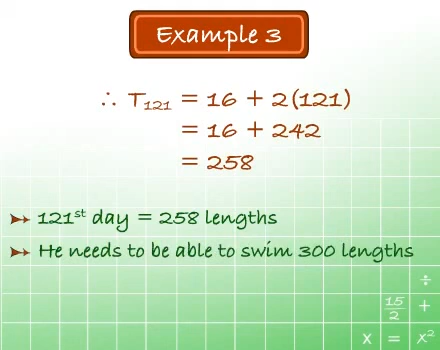 Example 3
∴ T₁₂₁ = 16 + 2(121)
= 16 + 242
= 258
➳ 121ˢᵗ day = 258 lengths
➳ He needs to be able to swim 300 lengths
÷
15/2 +
x = x²